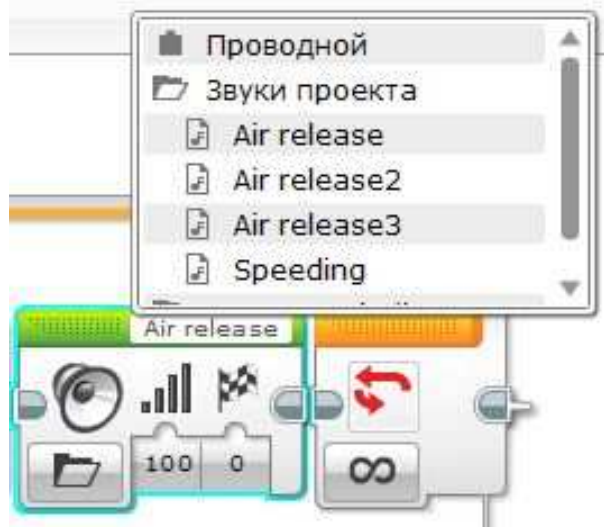 Проводной
Звуки проекта
Air release
Air release2
Air release3
Speeding
Air release
100 0
∞